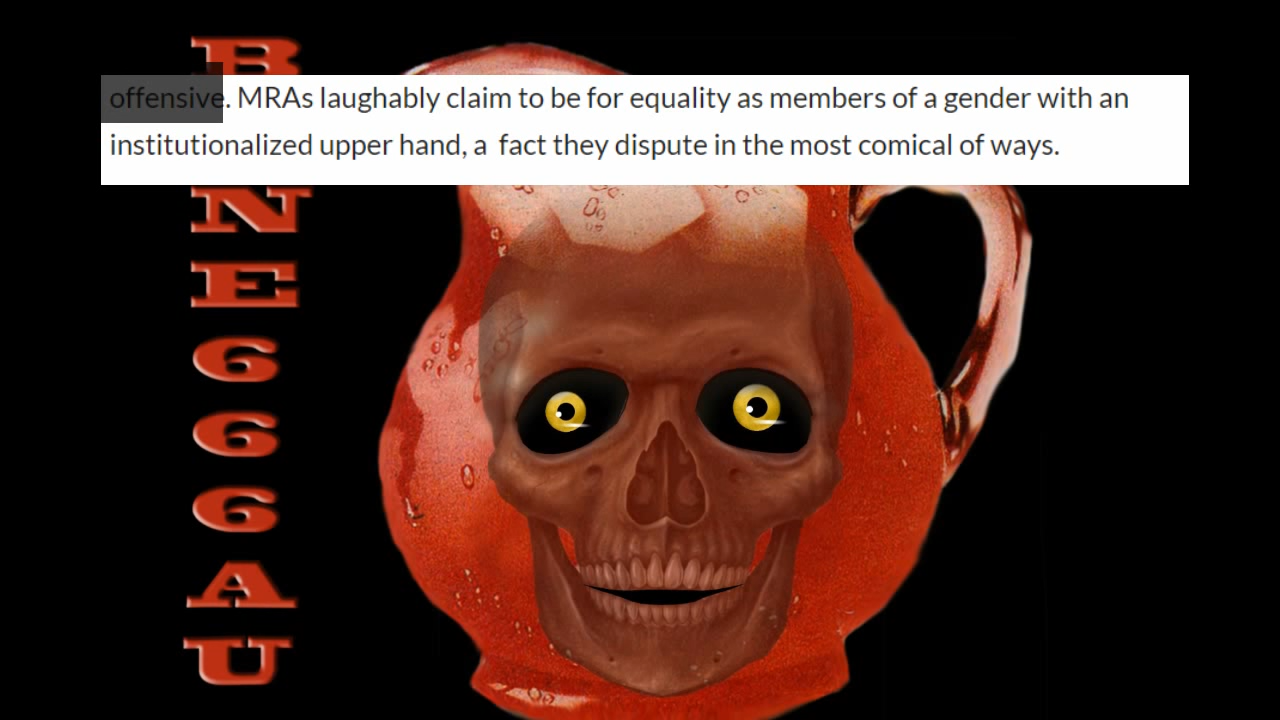 offensive. MRAs laughably claim to be for equality as members of a gender with an
institutionalized upper hand, a fact they dispute in the most comical of ways.
B
NE666AU